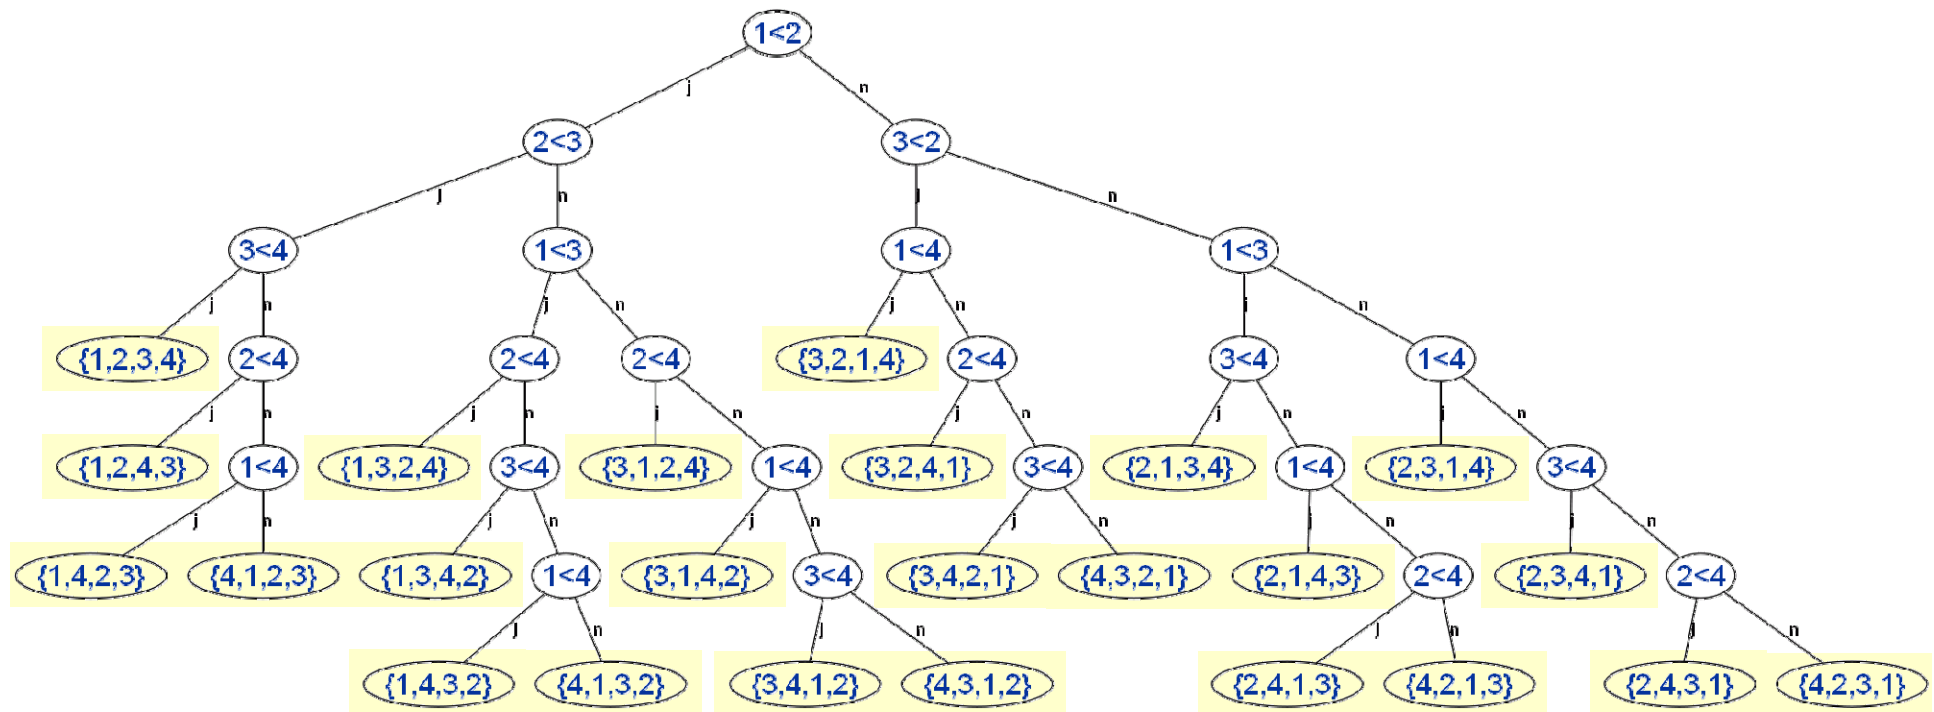 1<2
j n
2<3 3<2
j n j n
3<4 1<3 1<4 1<3
j n j n j n j n
{1,2,3,4} 2<4 2<4 2<4 {3,2,1,4} 2<4 3<4 1<4
j n j n j n j n j n j n
{1,2,4,3} 1<4 {1,3,2,4} 3<4 {3,1,2,4} 1<4 {3,2,4,1} 3<4 {2,1,3,4} 1<4 {2,3,1,4} 3<4
j n j n j n j n j n j n
{1,4,2,3} {4,1,2,3} {1,3,4,2} 1<4 {3,1,4,2} 3<4 {3,4,2,1} {4,3,2,1} {2,1,4,3} 2<4 {2,3,4,1} 2<4
j n j n j n j n
{1,4,3,2} {4,1,3,2} {3,4,1,2} {4,3,1,2} {2,4,1,3} {4,2,1,3} {2,4,3,1} {4,2,3,1}